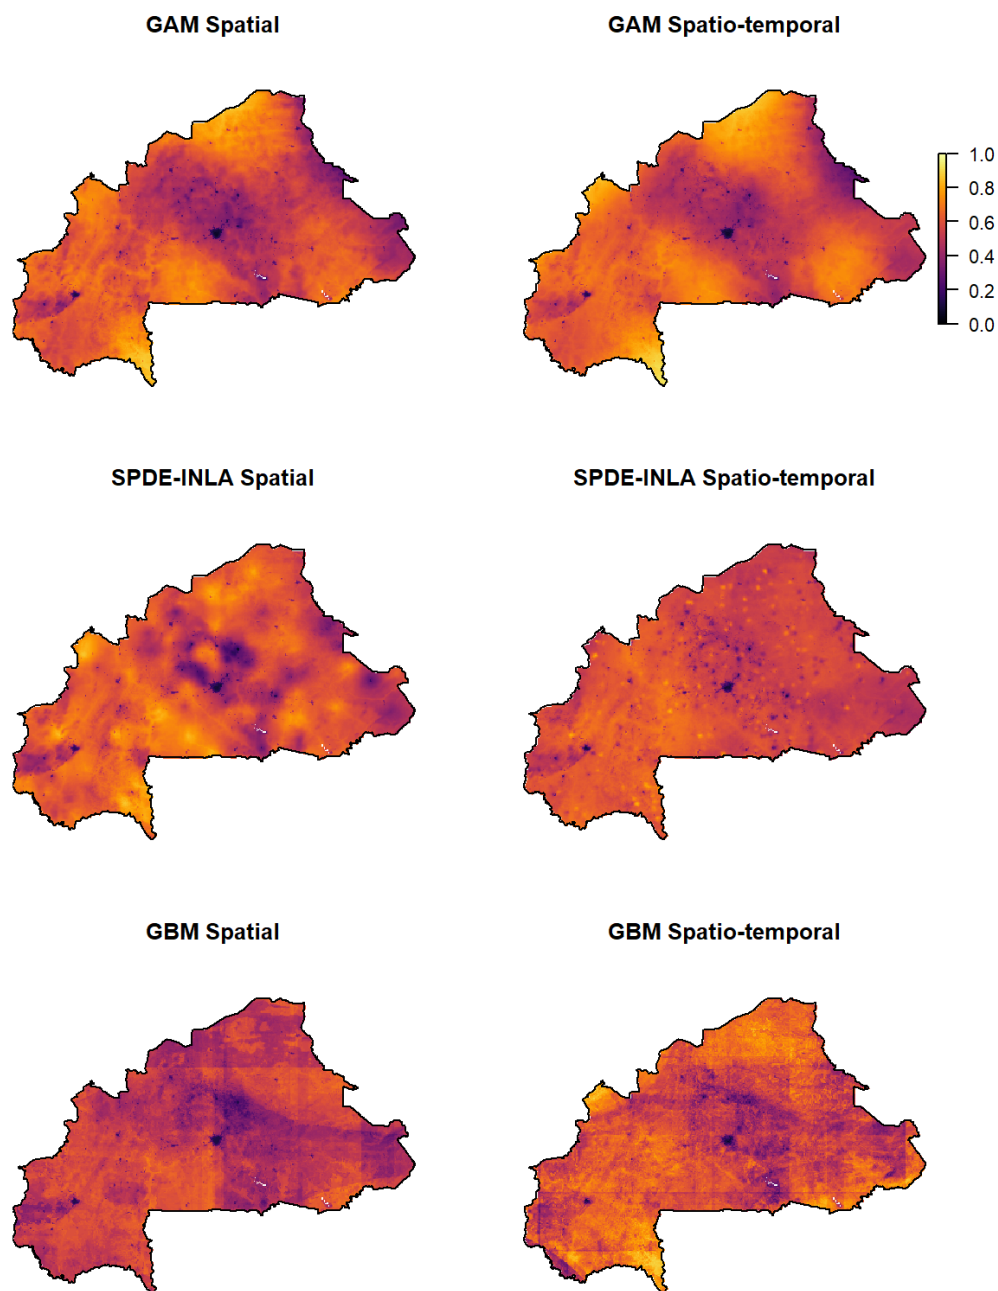 GAM Spatial
GAM Spatio-temporal
1.0
0.8
0.6
0.4
0.2
0.0
SPDE-INLA Spatial
SPDE-INLA Spatio-temporal
GBM Spatial
GBM Spatio-temporal